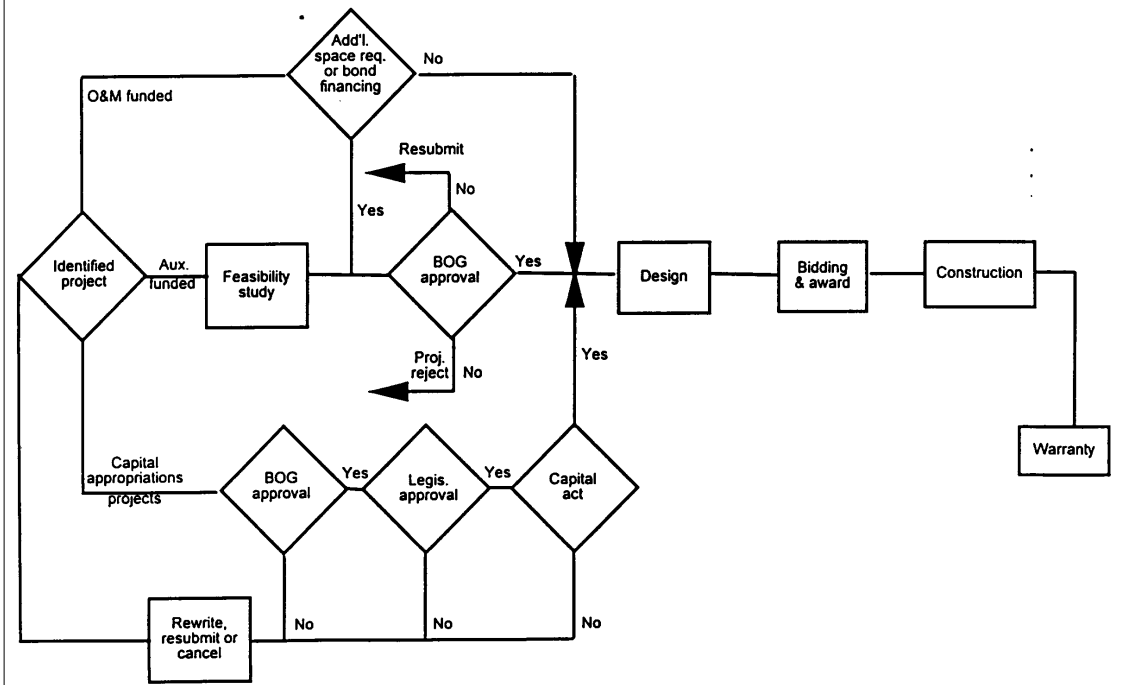 Add'l.
space req.
or bond
financing
No
O&M funded
Resubmit
No
Yes
Identified
project
Aux.
funded
Feasibility
study
BOG
approval
Yes
Design
Bidding
& award
Construction
Proj.
reject
No
Yes
Warranty
Capital
appropriations
projects
BOG
approval
Yes
Legis.
approval
Yes
Capital
act
Rewrite,
resubmit or
cancel
No
No
No